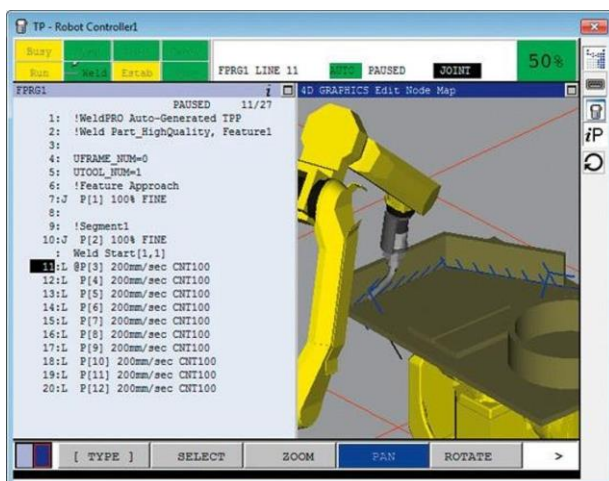 TP - Robot Controller1
Busy
Run Weld Estab
FPRG1 LINE 11 AUTO PAUSED JOINT
50%
FPRG1
4D GRAPHICS Edit Node Map
PAUSED 11/27
1: !WeldPRO Auto-Generated TPP
2: !Weld Part_HighQuality, Feature1
3:
4: UFRAME_NUM=0
5: UTOOL_NUM=1
6: !Feature Approach
7:J P[1] 100% FINE
8:
9: !Segment1
10:J P[2] 100% FINE
: Weld Start[1,1]
11:L @P[3] 200mm/sec CNT100
12:L P[4] 200mm/sec CNT100
13:L P[5] 200mm/sec CNT100
14:L P[6] 200mm/sec CNT100
15:L P[7] 200mm/sec CNT100
16:L P[8] 200mm/sec CNT100
17:L P[9] 200mm/sec CNT100
18:L P[10] 200mm/sec CNT100
19:L P[11] 200mm/sec CNT100
20:L P[12] 200mm/sec CNT100
iP
[ TYPE ] SELECT ZOOM PAN ROTATE >